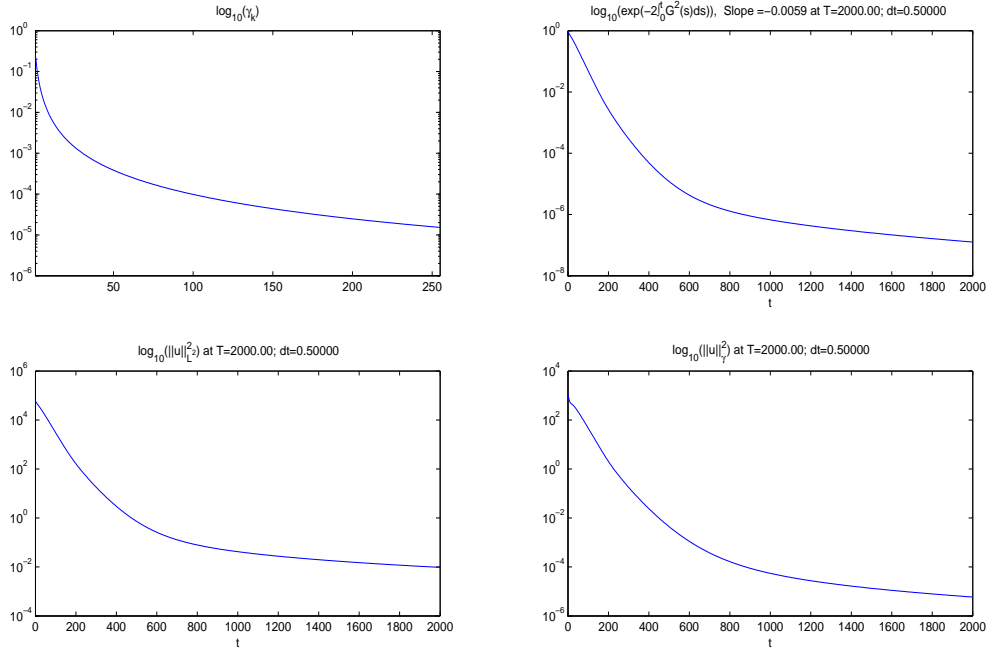 log10(γk)
10^0
10^-1
10^-2
10^-3
10^-4
10^-5
10^-6
50 100 150 200 250
log10(exp(-2∫0^t G^2(s)ds)), Slope =-0.0059 at T=2000.00; dt=0.50000
10^0
10^-2
10^-4
10^-6
10^-8
0 200 400 600 800 1000 1200 1400 1600 1800 2000
t
log10(||u||^2_L^2) at T=2000.00; dt=0.50000
10^6
10^4
10^2
10^0
10^-2
10^-4
0 200 400 600 800 1000 1200 1400 1600 1800 2000
t
log10(||u||^2_γ) at T=2000.00; dt=0.50000
10^4
10^2
10^0
10^-2
10^-4
10^-6
0 200 400 600 800 1000 1200 1400 1600 1800 2000
t